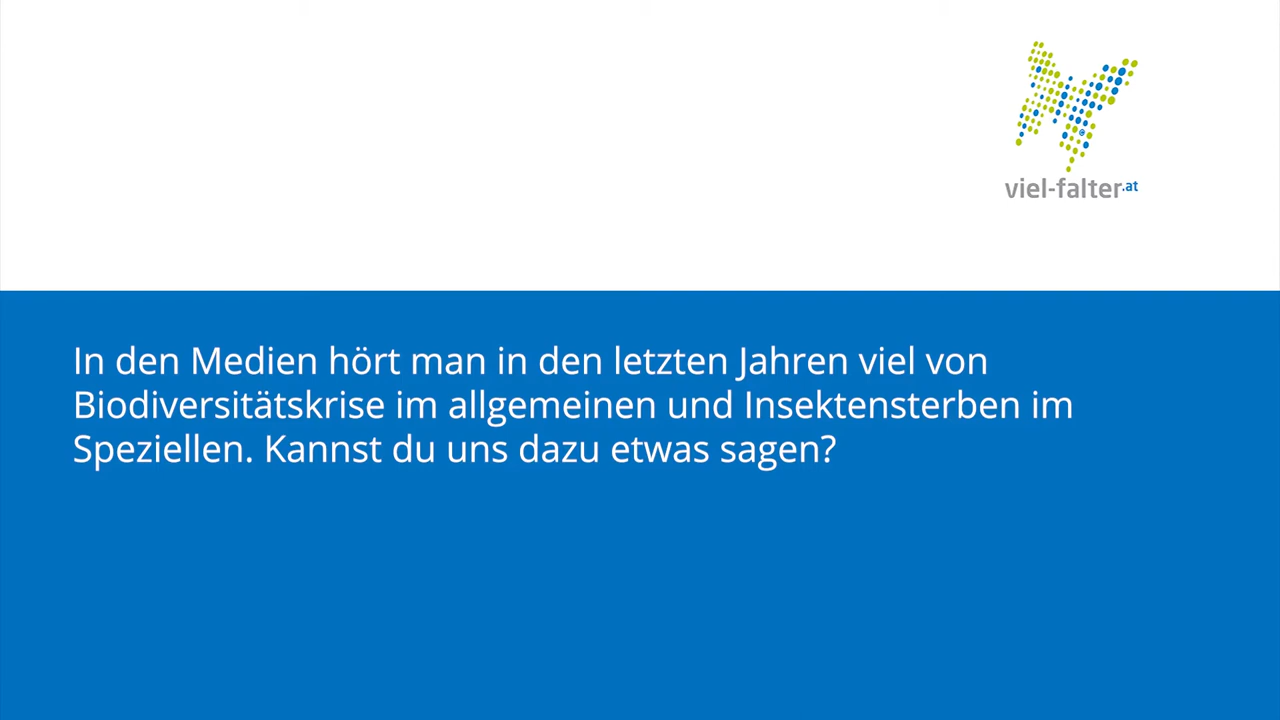 viel-falter.at
In den Medien hört man in den letzten Jahren viel von
Biodiversitätskrise im allgemeinen und Insektensterben im
Speziellen. Kannst du uns dazu etwas sagen?